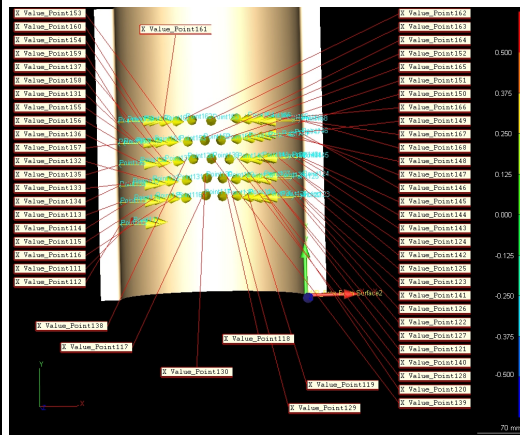 X Value_Point153
X Value_Point160
X Value_Point154
X Value_Point159
X Value_Point137
X Value_Point158
X Value_Point131
X Value_Point155
X Value_Point156
X Value_Point136
X Value_Point157
X Value_Point132
X Value_Point135
X Value_Point133
X Value_Point134
X Value_Point113
X Value_Point114
X Value_Point115
X Value_Point116
X Value_Point111
X Value_Point112
X Value_Point161
X Value_Point138
X Value_Point117
X Value_Point130
X Value_Point118
X Value_Point119
X Value_Point129
X Value_Point162
X Value_Point163
X Value_Point164
X Value_Point152
X Value_Point165
X Value_Point151
X Value_Point150
X Value_Point166
X Value_Point149
X Value_Point167
X Value_Point168
X Value_Point148
X Value_Point147
X Value_Point146
X Value_Point145
X Value_Point144
X Value_Point143
X Value_Point124
X Value_Point142
X Value_Point125
X Value_Point123
X Value_Point141
X Value_Point126
X Value_Point122
X Value_Point127
X Value_Point121
X Value_Point140
X Value_Point128
X Value_Point120
X Value_Point139
Surface2
0.500
0.375
0.250
0.125
0.000
-0.125
-0.250
-0.375
-0.500
70 mm
Y
X